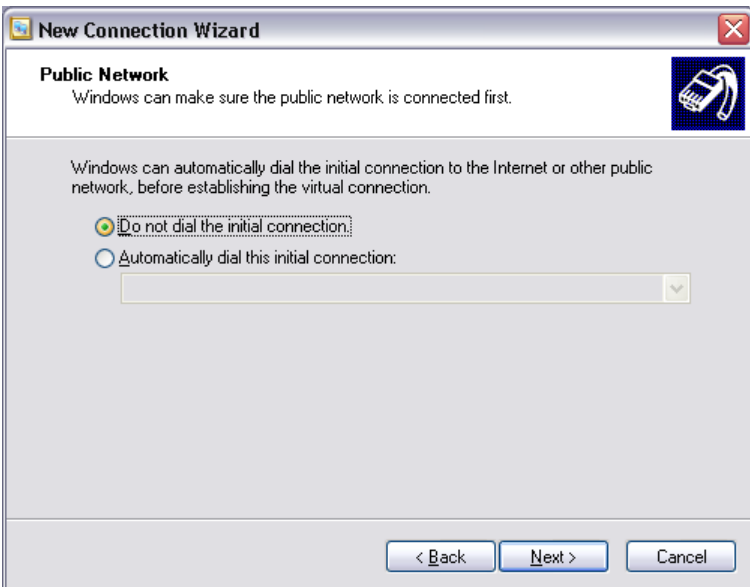 New Connection Wizard
Public Network
Windows can make sure the public network is connected first.
Windows can automatically dial the initial connection to the Internet or other public
network, before establishing the virtual connection.
Do not dial the initial connection.
Automatically dial this initial connection:
< Back
Next >
Cancel